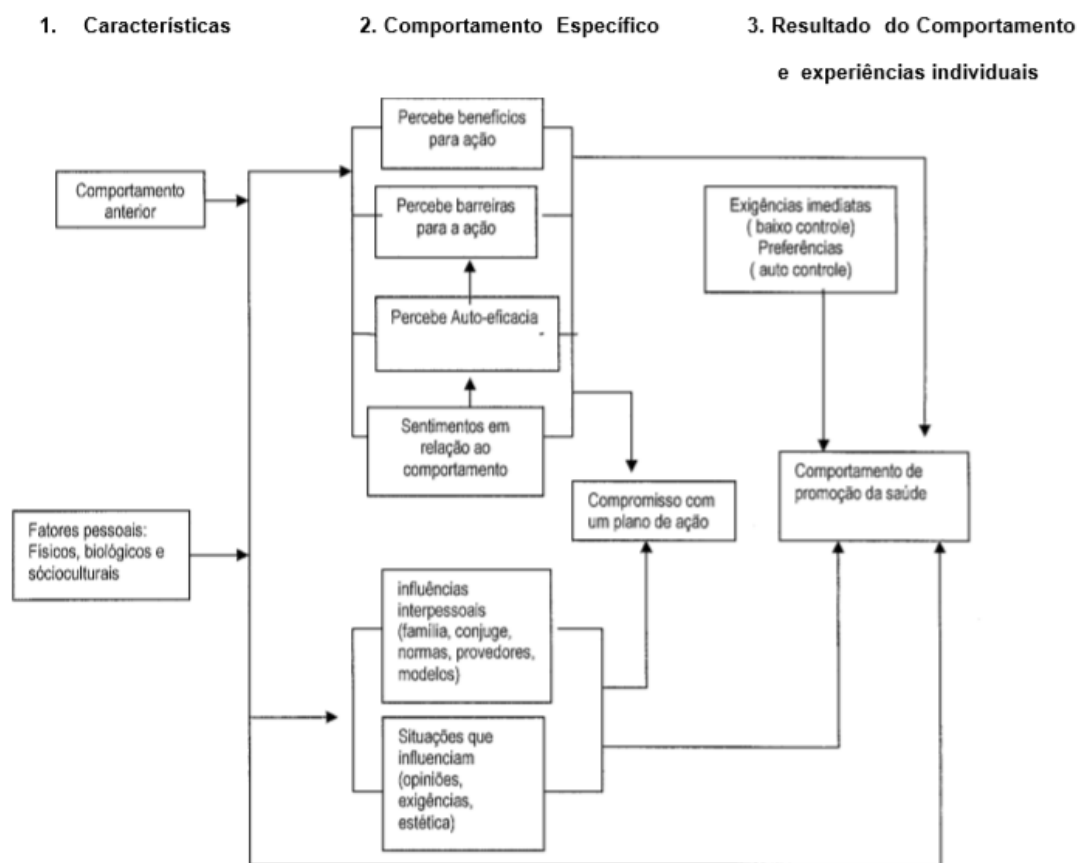 1. Características
2. Comportamento Específico
3. Resultado do Comportamento
e experiências individuais
Comportamento
anterior
Fatores pessoais:
Físicos, biológicos e
sócioculturais
Percebe benefícios
para ação
Percebe barreiras
para a ação
Percebe Auto-eficacia
Sentimentos em
relação ao
comportamento
Compromisso com
um plano de ação
influências
interpessoais
(família, conjuge,
normas, provedores,
modelos)
Situações que
influenciam
(opiniões,
exigências,
estética)
Exigências imediatas
( baixo controle)
Preferências
( auto controle)
Comportamento de
promoção da saúde